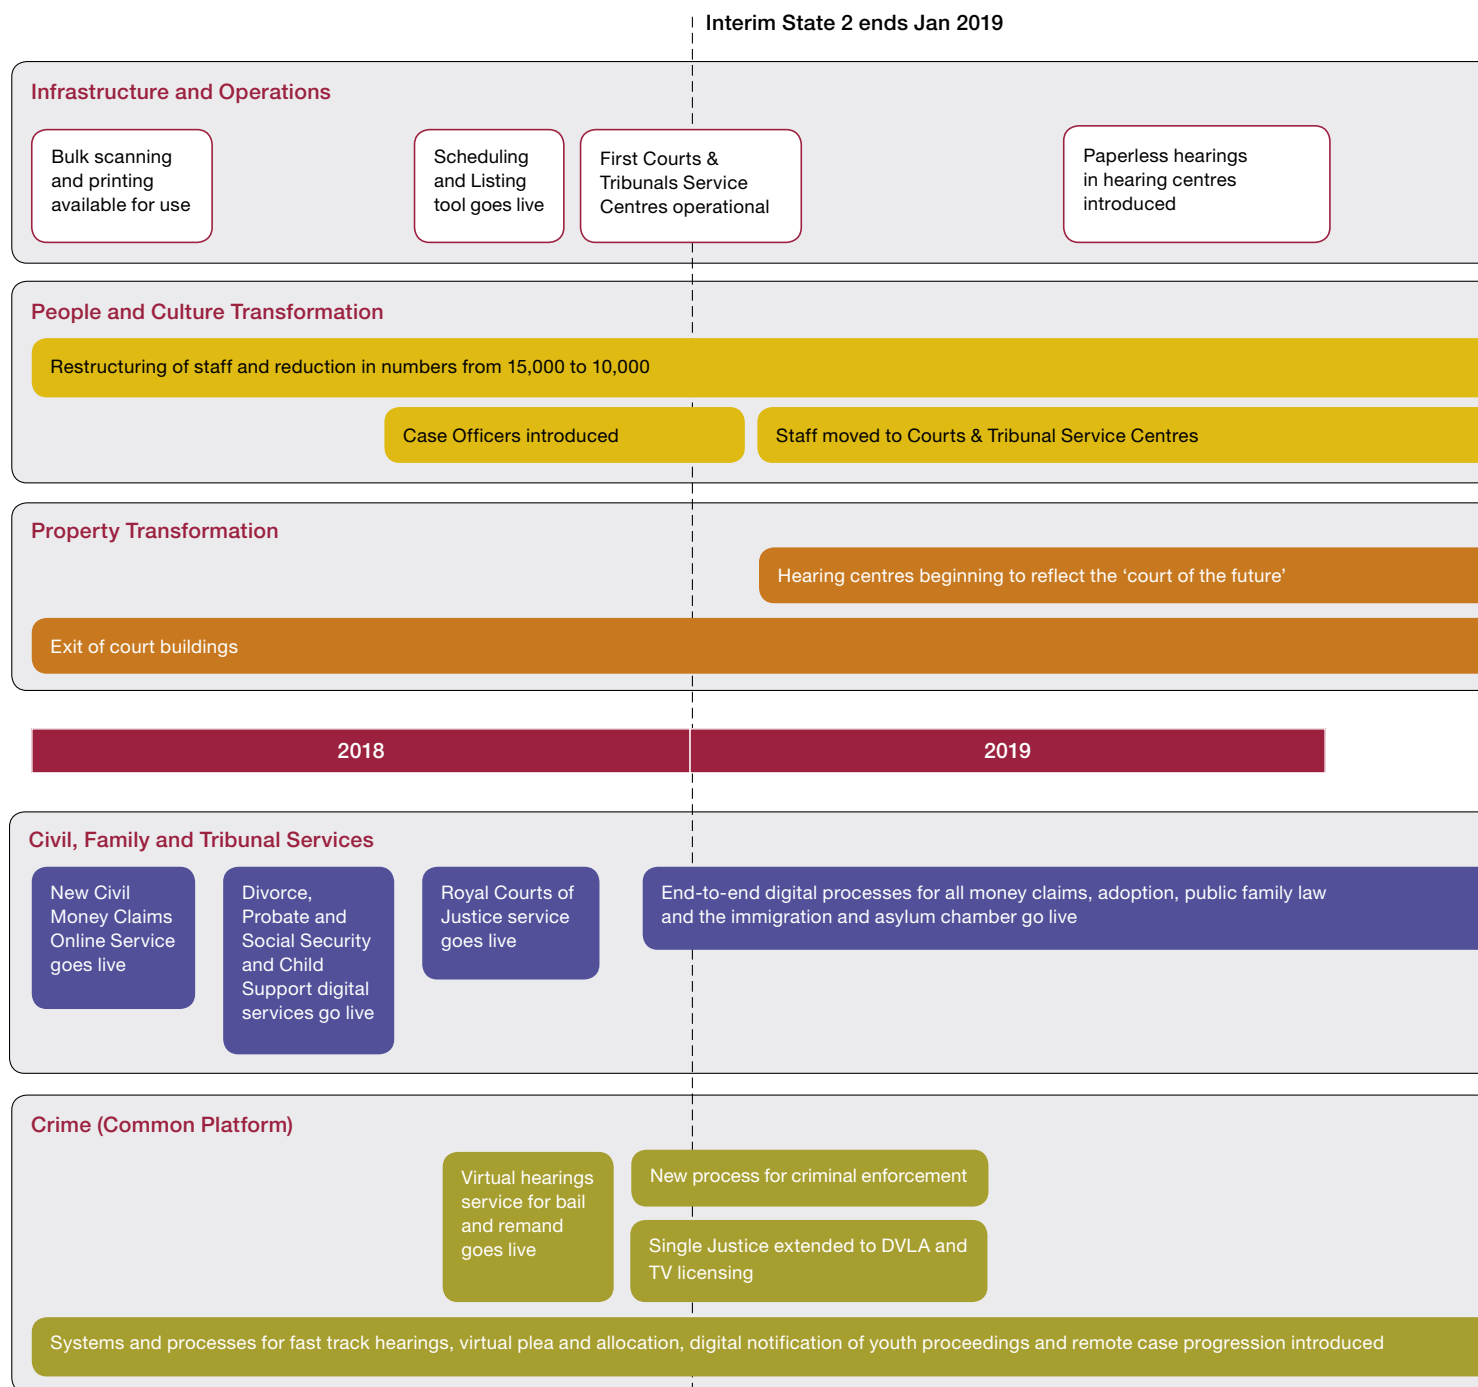 Interim State 2 ends Jan 2019
Infrastructure and Operations
Bulk scanning
and printing
available for use
Scheduling
and Listing
tool goes live
First Courts &
Tribunals Service
Centres operational
Paperless hearings
in hearing centres
introduced
People and Culture Transformation
Restructuring of staff and reduction in numbers from 15,000 to 10,000
Case Officers introduced
Staff moved to Courts & Tribunal Service Centres
Property Transformation
Hearing centres beginning to reflect the ‘court of the future’
Exit of court buildings
2018
2019
Civil, Family and Tribunal Services
New Civil
Money Claims
Online Service
goes live
Divorce,
Probate and
Social Security
and Child
Support digital
services go live
Royal Courts of
Justice service
goes live
End-to-end digital processes for all money claims, adoption, public family law
and the immigration and asylum chamber go live
Crime (Common Platform)
Virtual hearings
service for bail
and remand
goes live
New process for criminal enforcement
Single Justice extended to DVLA and
TV licensing
Systems and processes for fast track hearings, virtual plea and allocation, digital notification of youth proceedings and remote case progression introduced